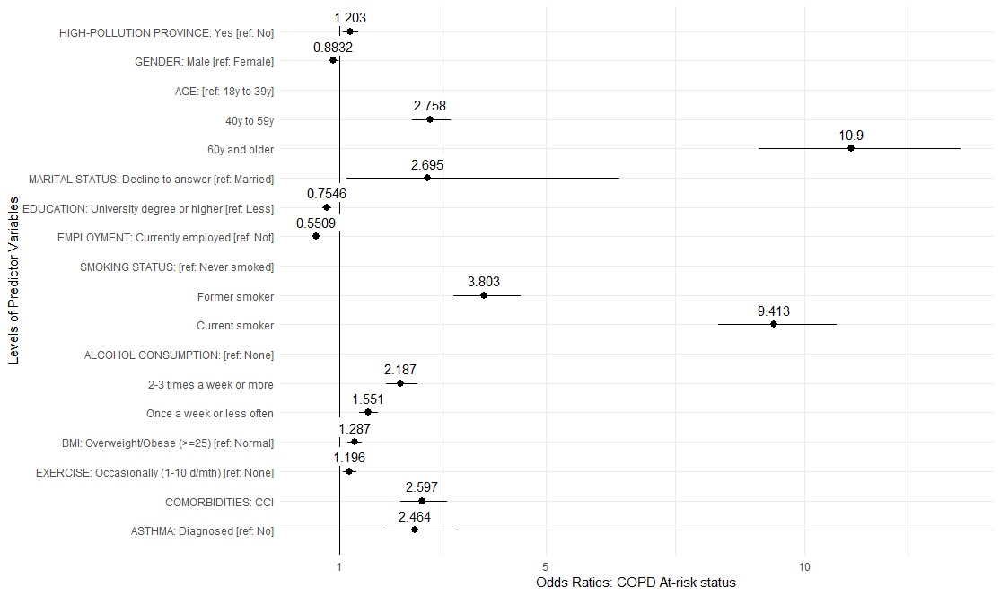 1.203
HIGH-POLLUTION PROVINCE: Yes [ref: No]
0.8832
GENDER: Male [ref: Female]
AGE: [ref: 18y to 39y]
2.758
40y to 59y
10.9
60y and older
2.695
MARITAL STATUS: Decline to answer [ref: Married]
0.7546
EDUCATION: University degree or higher [ref: Less]
0.5509
EMPLOYMENT: Currently employed [ref: Not]
SMOKING STATUS: [ref: Never smoked]
3.803
Former smoker
9.413
Current smoker
ALCOHOL CONSUMPTION: [ref: None]
2.187
2-3 times a week or more
1.551
Once a week or less often
1.287
BMI: Overweight/Obese (>=25) [ref: Normal]
1.196
EXERCISE: Occasionally (1-10 d/mth) [ref: None]
2.597
COMORBIDITIES: CCI
2.464
ASTHMA: Diagnosed [ref: No]
Levels of Predictor Variables
1 5 10
Odds Ratios: COPD At-risk status